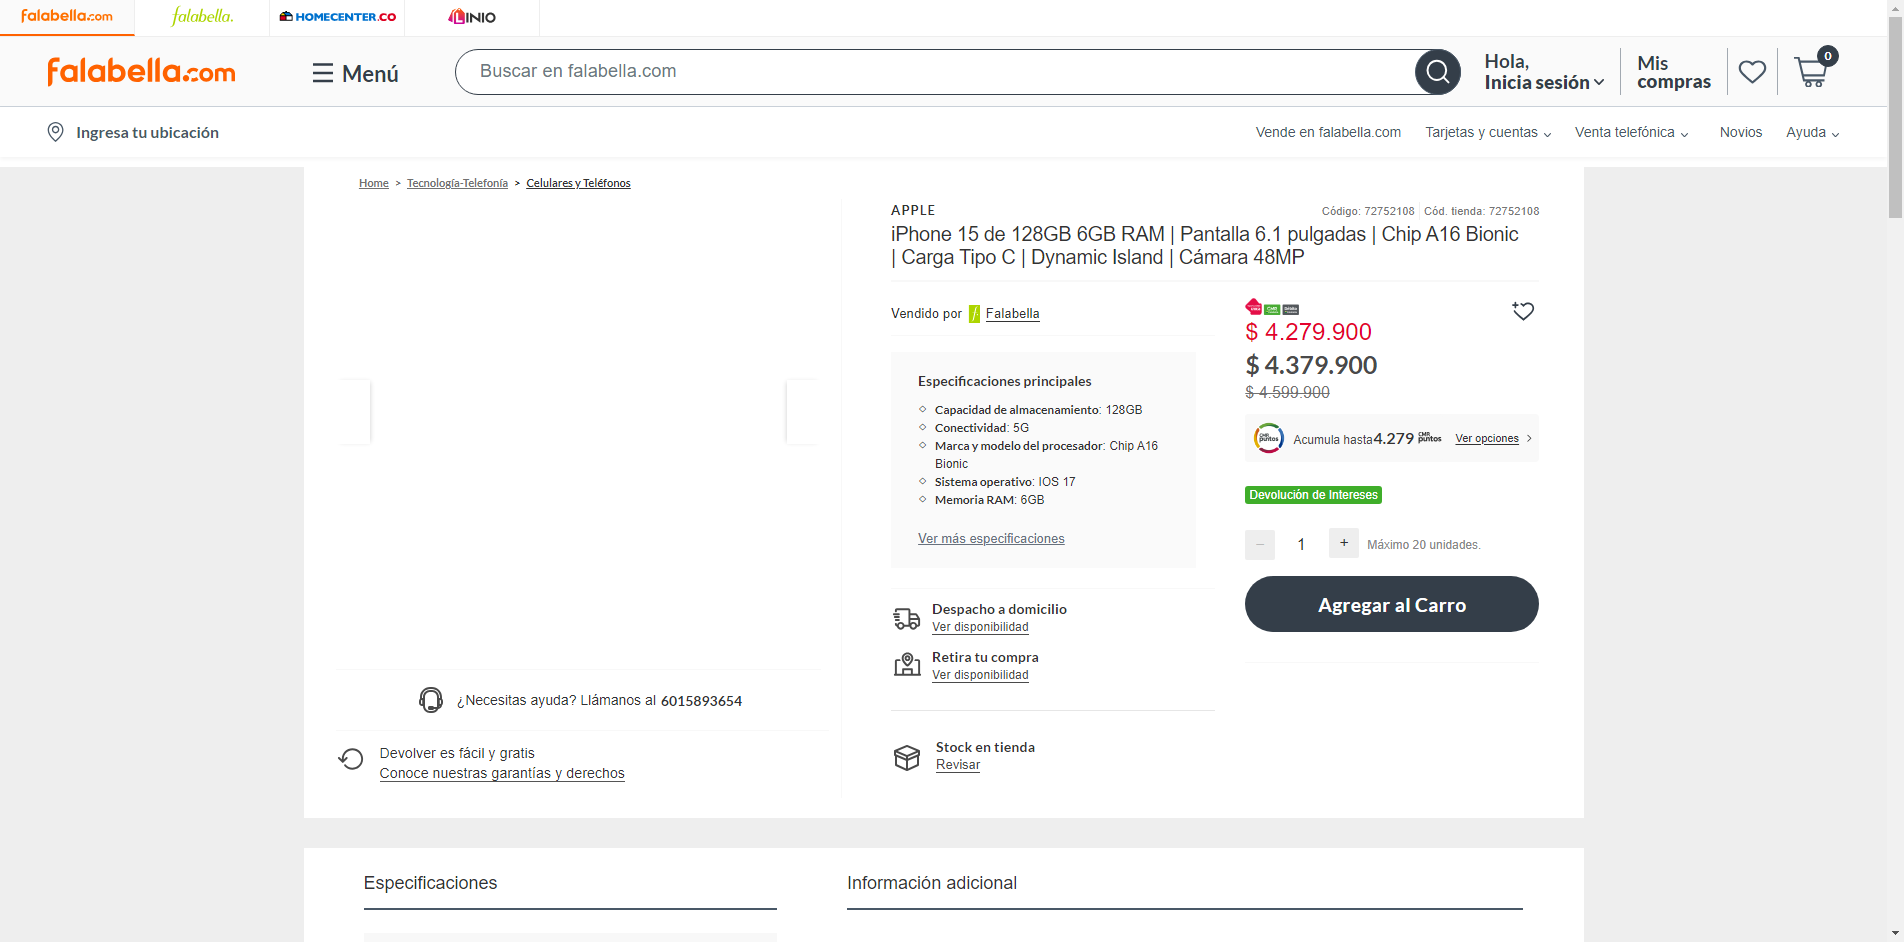 falabella.com
falabella.
HOMECENTER.CO
LINIO
falabella.com
Menú
Buscar en falabella.com
Hola,
Inicia sesión
Mis
compras
0
Ingresa tu ubicación
Vende en falabella.com
Tarjetas y cuentas
Venta telefónica
Novios
Ayuda
Home > Tecnología-Telefonía > Celulares y Teléfonos
APPLE
Código: 72752108
Cód. tienda: 72752108
iPhone 15 de 128GB 6GB RAM | Pantalla 6.1 pulgadas | Chip A16 Bionic
| Carga Tipo C | Dynamic Island | Cámara 48MP
Vendido por
Falabella
$ 4.279.900
$ 4.379.900
$ 4.599.900
Especificaciones principales
Capacidad de almacenamiento: 128GB
Conectividad: 5G
Marca y modelo del procesador: Chip A16
Bionic
Sistema operativo: IOS 17
Memoria RAM: 6GB
Ver más especificaciones
CMR
puntos
Acumula hasta 4.279 CMR puntos
Ver opciones
Devolución de Intereses
− 1 + Máximo 20 unidades.
Agregar al Carro
Despacho a domicilio
Ver disponibilidad
Retira tu compra
Ver disponibilidad
Stock en tienda
Revisar
¿Necesitas ayuda? Llámanos al 6015893654
Devolver es fácil y gratis
Conoce nuestras garantías y derechos
Especificaciones
Información adicional